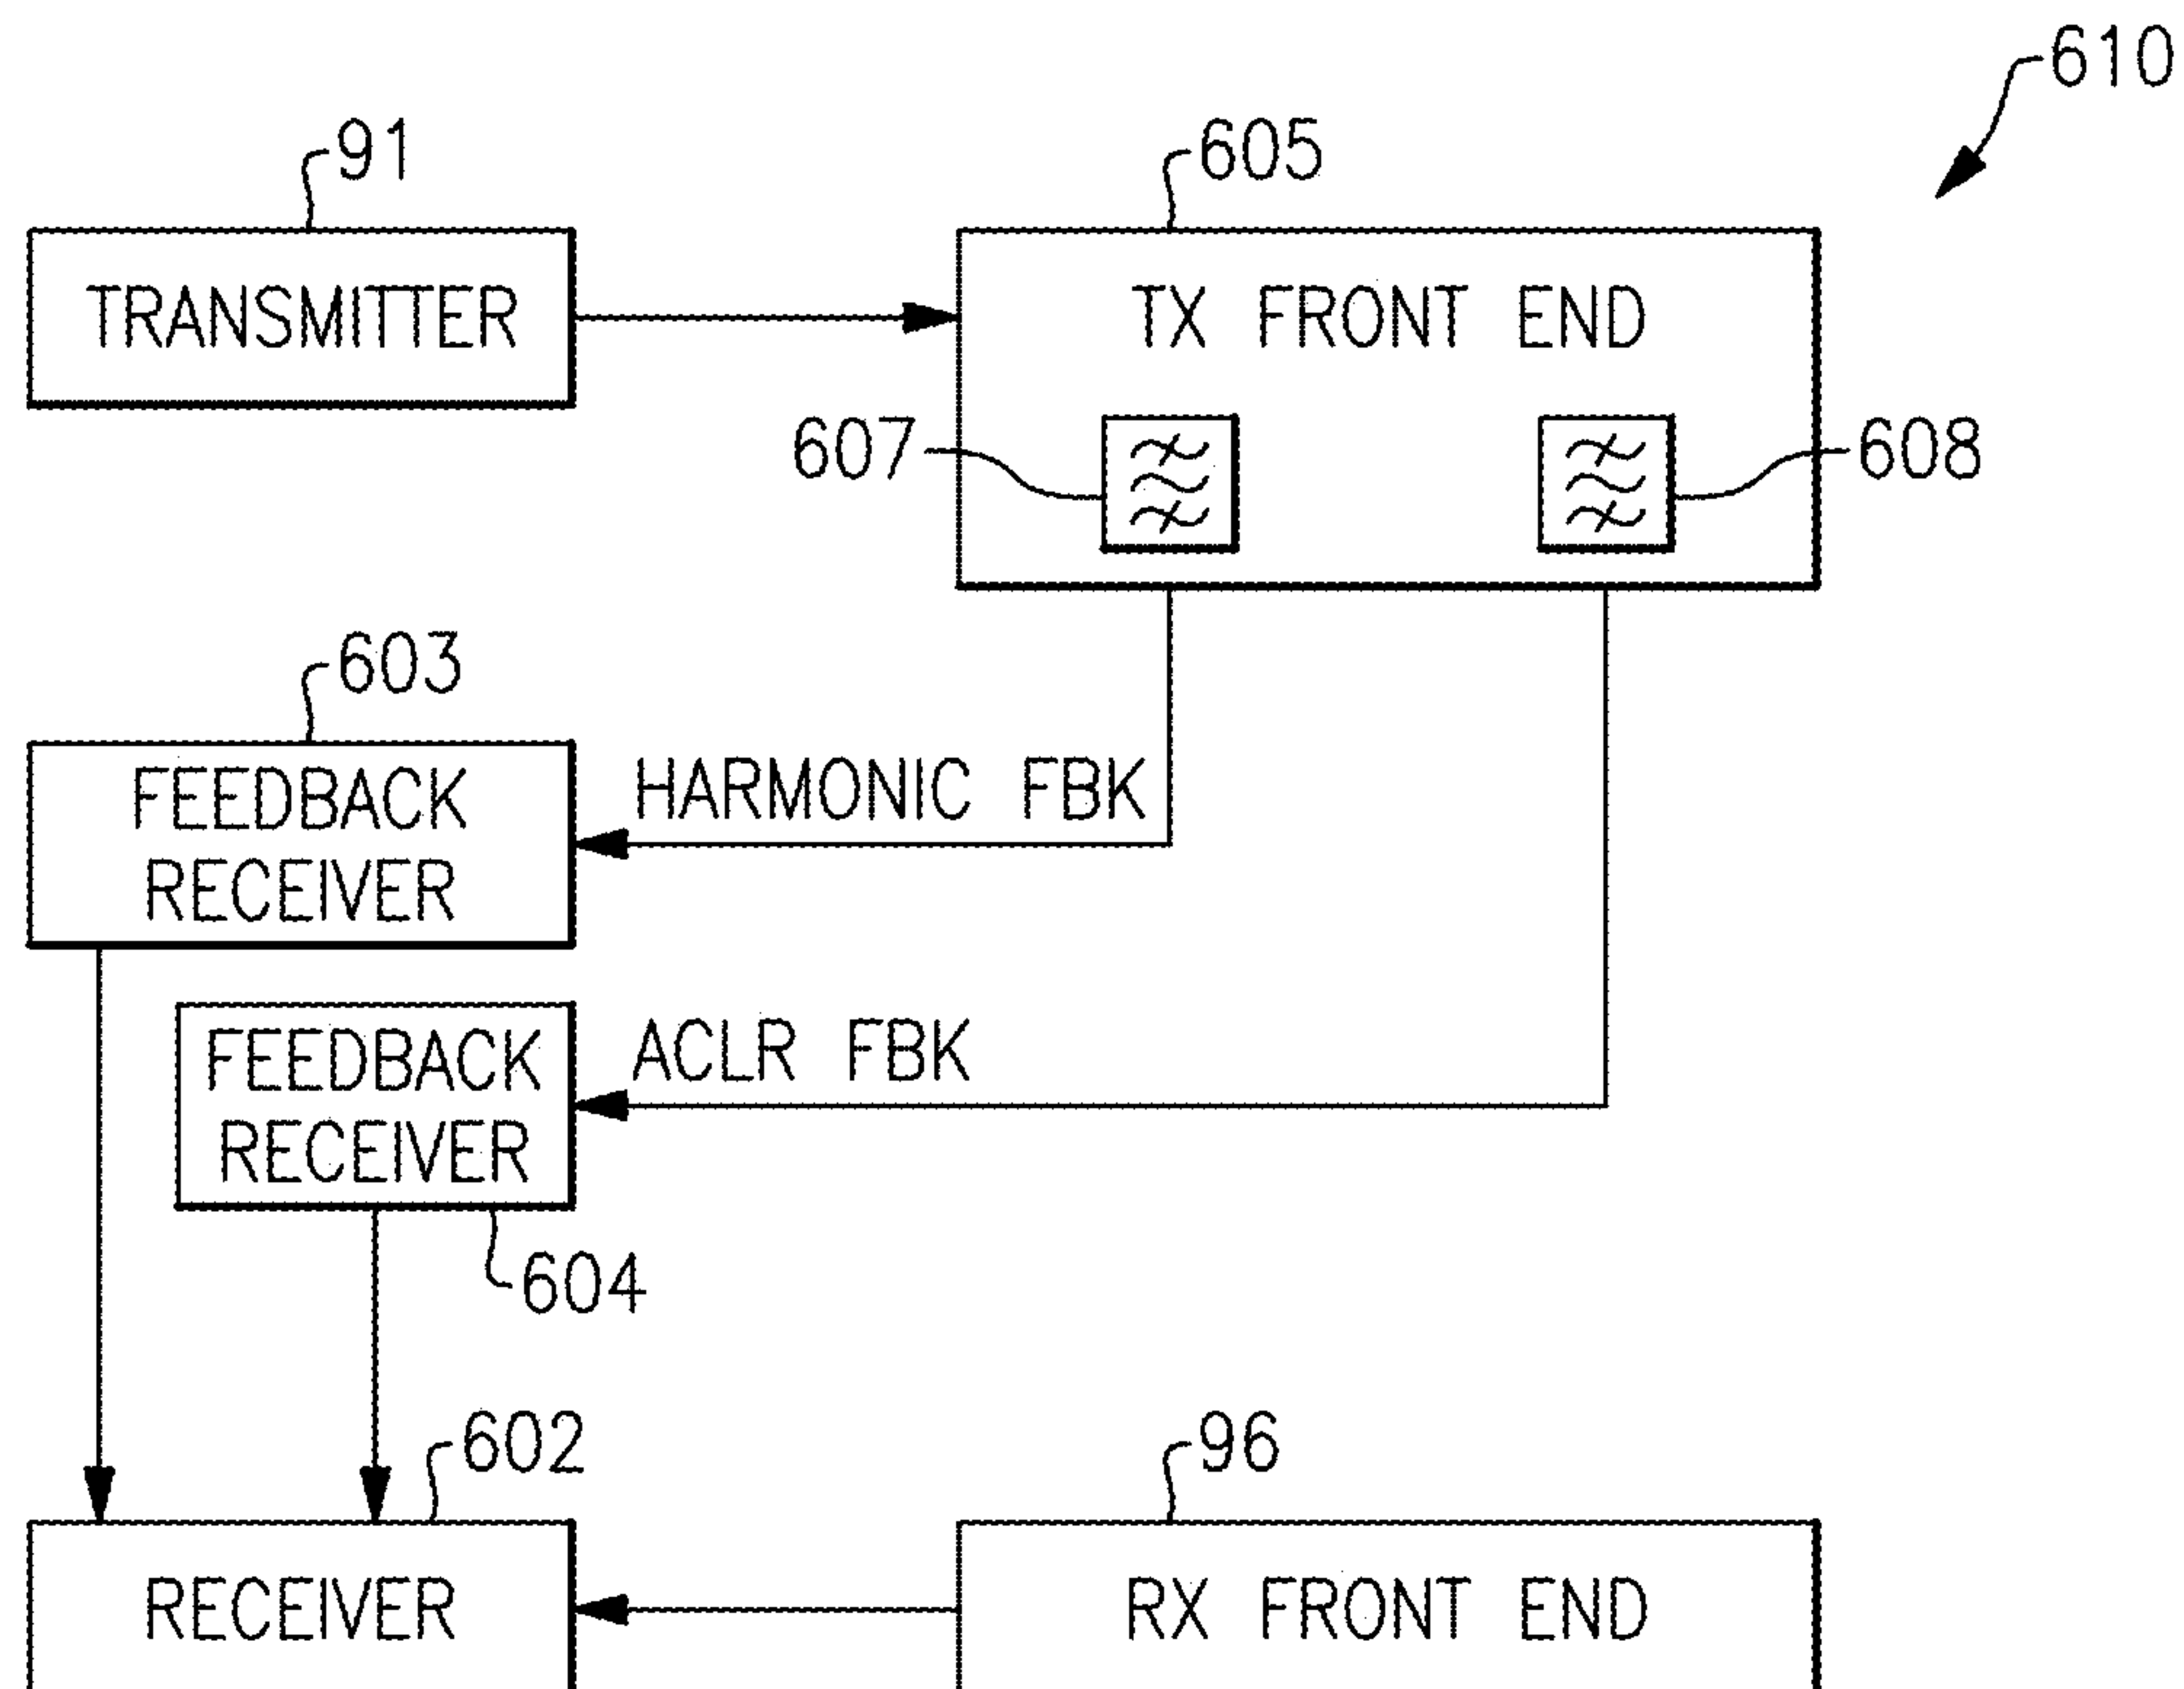 610
91
605
TRANSMITTER
TX FRONT END
607
608
603
FEEDBACK
RECEIVER
HARMONIC FBK
FEEDBACK
RECEIVER
ACLR FBK
604
602
96
RECEIVER
RX FRONT END